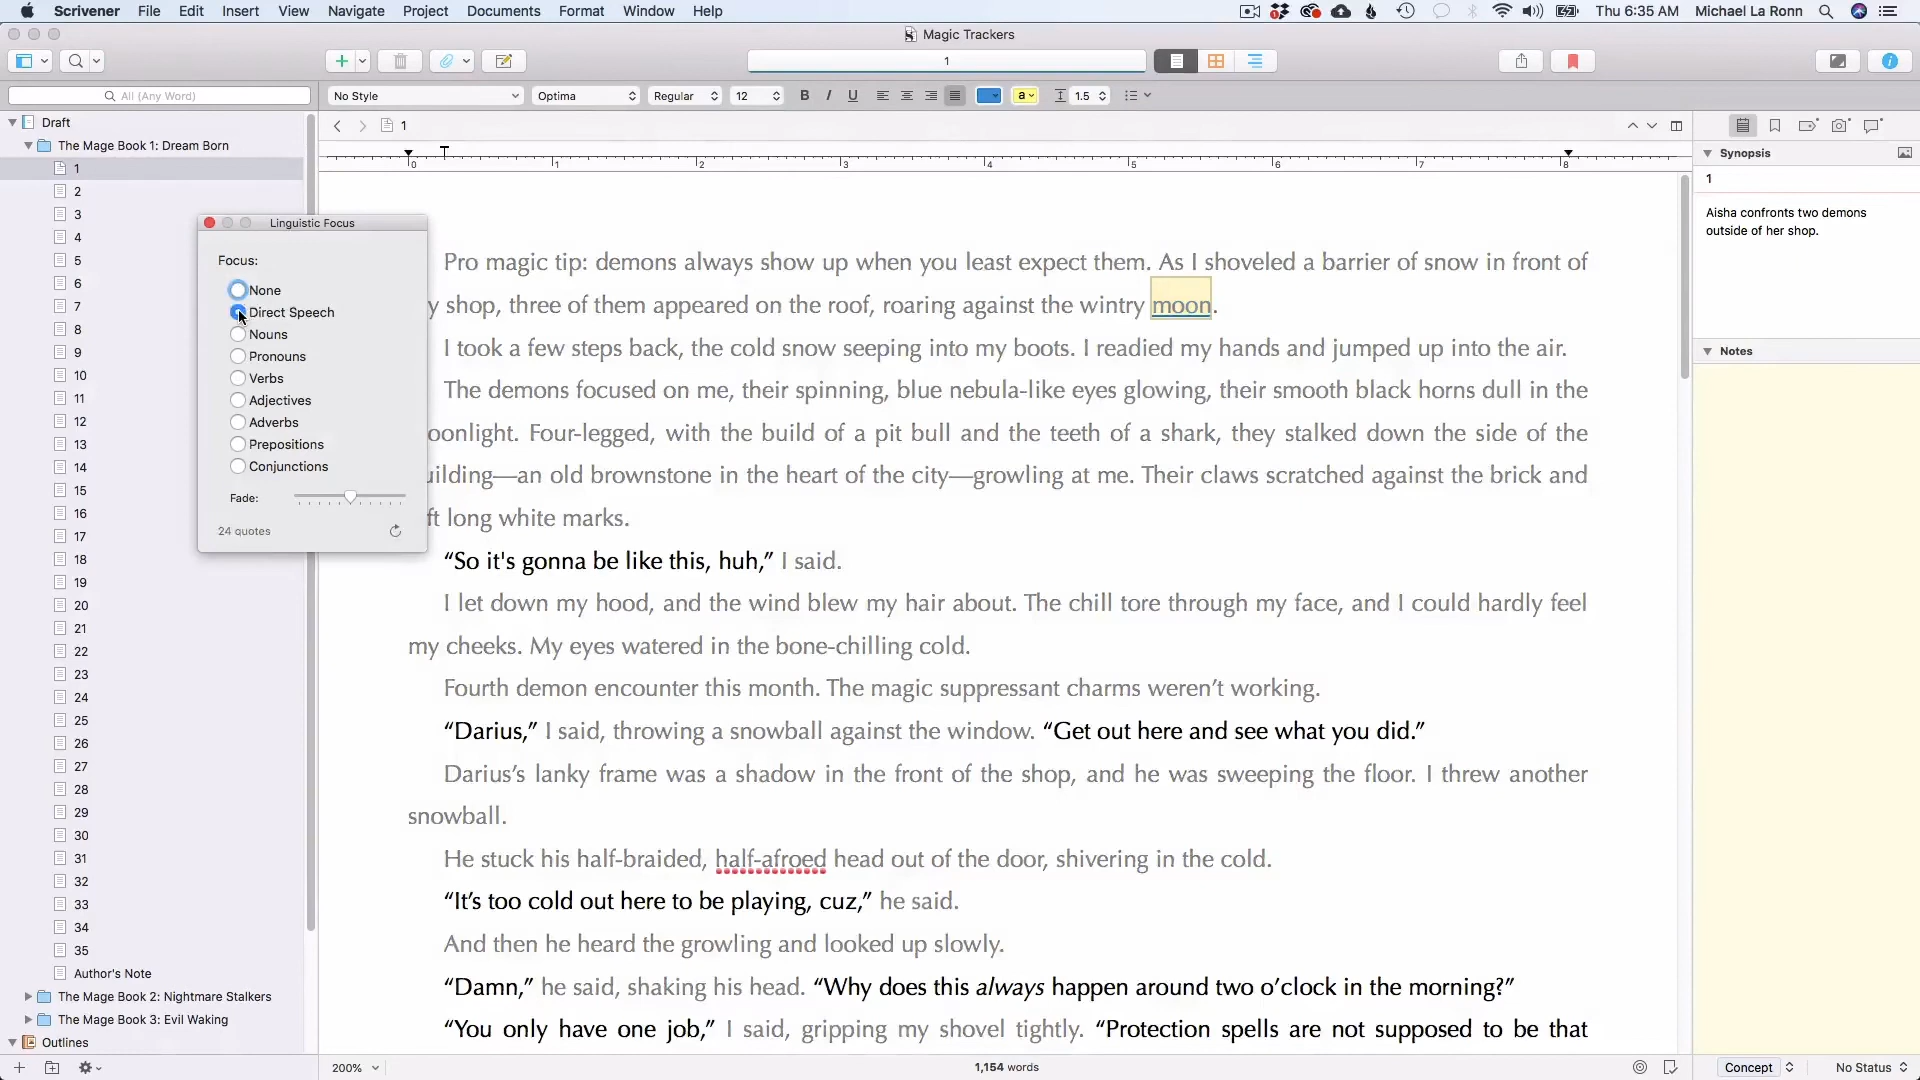 Scrivener File Edit Insert View Navigate Project Documents Format Window Help Thu 6:35 AM Michael La Ronn
Magic Trackers
1
All (Any Word) No Style Optima Regular 12 B I U a 1.5
Draft
1
The Mage Book 1: Dream Born
1
2
3
4
5
6
7
8
9
10
11
12
13
14
15
16
17
18
19
20
21
22
23
24
25
26
27
28
29
30
31
32
33
34
35
Author's Note
The Mage Book 2: Nightmare Stalkers
The Mage Book 3: Evil Waking
Outlines
Linguistic Focus
Focus:
None
Direct Speech
Nouns
Pronouns
Verbs
Adjectives
Adverbs
Prepositions
Conjunctions
Fade:
24 quotes
0 1 2 3 4 5 6 7 8
Pro magic tip: demons always show up when you least expect them. As I shoveled a barrier of snow in front of
y shop, three of them appeared on the roof, roaring against the wintry moon.
I took a few steps back, the cold snow seeping into my boots. I readied my hands and jumped up into the air.
The demons focused on me, their spinning, blue nebula-like eyes glowing, their smooth black horns dull in the
oonlight. Four-legged, with the build of a pit bull and the teeth of a shark, they stalked down the side of the
uilding—an old brownstone in the heart of the city—growling at me. Their claws scratched against the brick and
ft long white marks.
“So it's gonna be like this, huh,” I said.
I let down my hood, and the wind blew my hair about. The chill tore through my face, and I could hardly feel
my cheeks. My eyes watered in the bone-chilling cold.
Fourth demon encounter this month. The magic suppressant charms weren’t working.
“Darius,” I said, throwing a snowball against the window. “Get out here and see what you did.”
Darius’s lanky frame was a shadow in the front of the shop, and he was sweeping the floor. I threw another
snowball.
He stuck his half-braided, half-afroed head out of the door, shivering in the cold.
“It’s too cold out here to be playing, cuz,” he said.
And then he heard the growling and looked up slowly.
“Damn,” he said, shaking his head. “Why does this always happen around two o’clock in the morning?”
“You only have one job,” I said, gripping my shovel tightly. “Protection spells are not supposed to be that
200%
1,154 words
Synopsis
1
Aisha confronts two demons
outside of her shop.
Notes
Concept
No Status